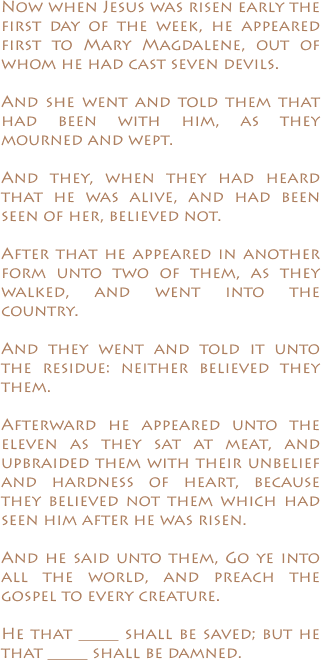 Now when Jesus was risen early the
first day of the week, he appeared
first to Mary Magdalene, out of
whom he had cast seven devils.
And she went and told them that
had been with him, as they
mourned and wept.
And they, when they had heard
that he was alive, and had been
seen of her, believed not.
After that he appeared in another
form unto two of them, as they
walked, and went into the
country.
And they went and told it unto
the residue: neither believed they
them.
Afterward he appeared unto the
eleven as they sat at meat, and
upbraided them with their unbelief
and hardness of heart, because
they believed not them which had
seen him after he was risen.
And he said unto them, Go ye into
all the world, and preach the
gospel to every creature.
He that _____ shall be saved; but he
that _____ shall be damned.